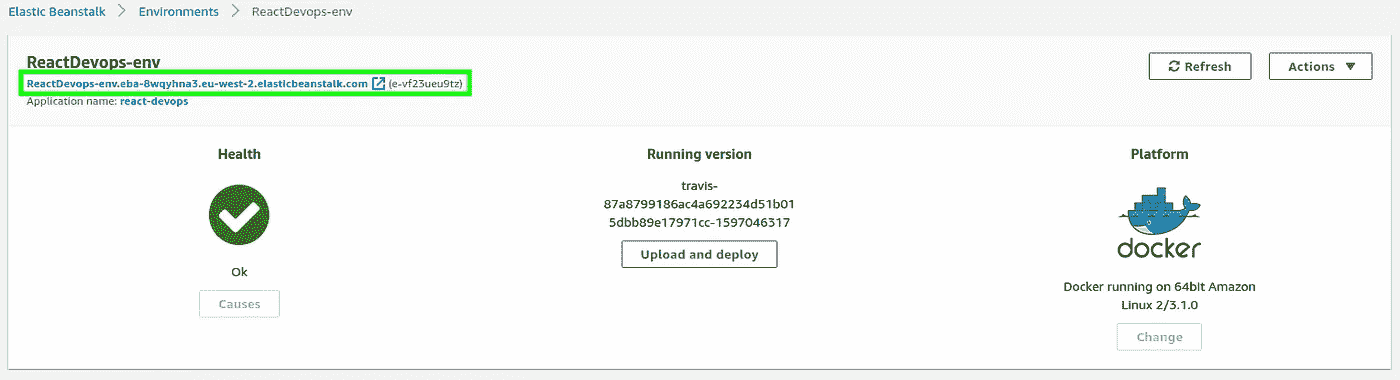 Elastic Beanstalk > Environments > ReactDevops-env
ReactDevops-env
Refresh
Actions
ReactDevops-env.eba-8wqyhna3.eu-west-2.elasticbeanstalk.com (e-vf23ueu9tz)
Application name: react-devops
Health
Ok
Causes
Running version
travis-
87a8799186ac4a692234d51b01
5dbb89e17971cc-1597046317
Upload and deploy
Platform
docker
Docker running on 64bit Amazon
Linux 2/3.1.0
Change